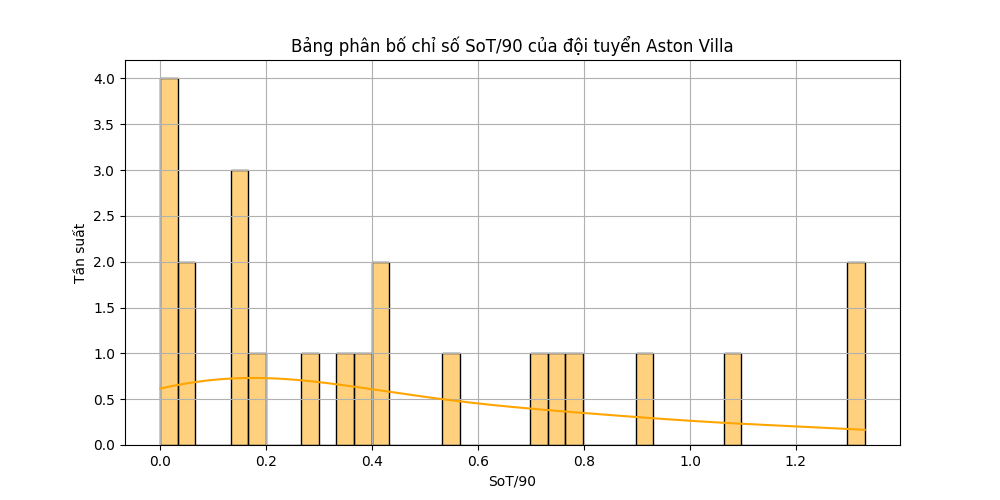 Bảng phân bố chỉ số SoT/90 của đội tuyển Aston Villa
4.0
3.5
3.0
2.5
2.0
1.5
1.0
0.5
0.0
Tần suất
0.0 0.2 0.4 0.6 0.8 1.0 1.2
SoT/90